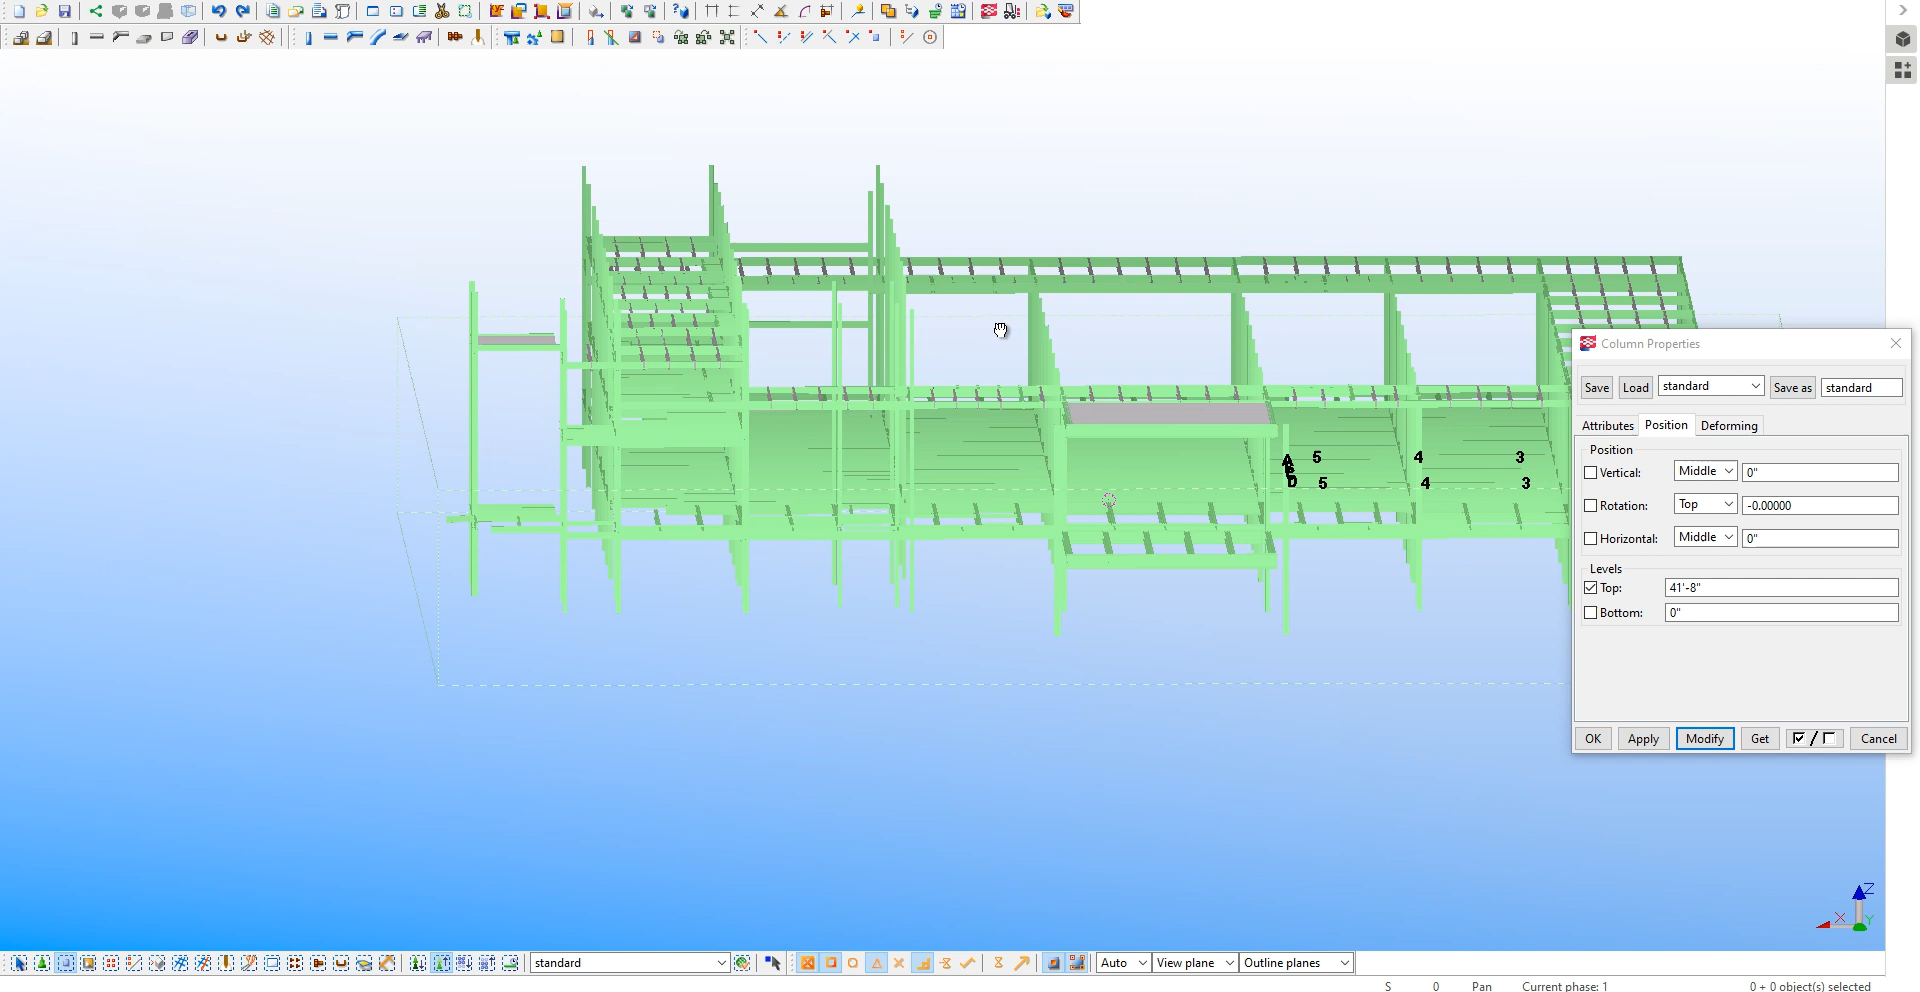 Column Properties
Save Load standard Save as standard
Attributes Position Deforming
Position
Vertical: Middle 0"
Rotation: Top -0.00000
Horizontal: Middle 0"
Levels
Top: 41'-8"
Bottom: 0"
OK Apply Modify Get / Cancel
5 4 3
A
D 5 4 3
Z
X Y
standard Auto View plane Outline planes
S 0 Pan Current phase: 1 0 + 0 object(s) selected